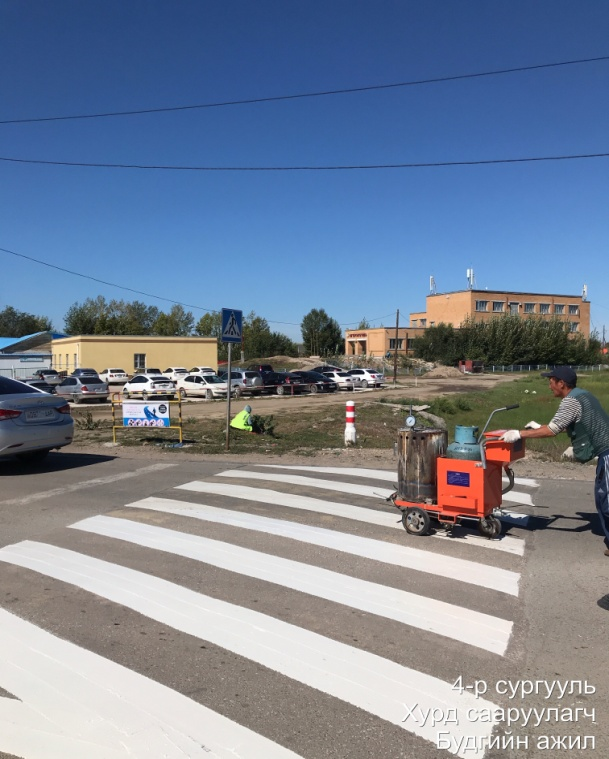 4-р сургууль
Хурд сааруулагч
Будгийн ажил